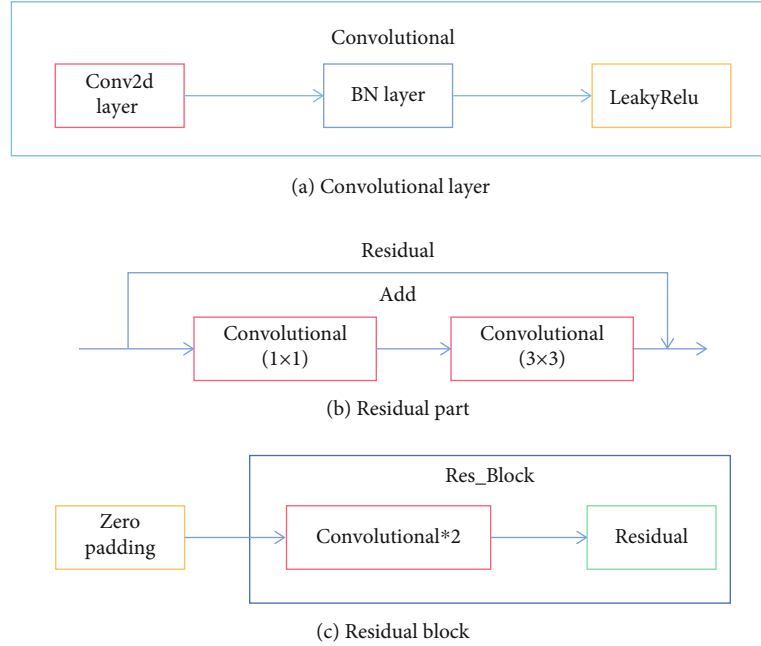 Convolutional
Conv2d
layer
BN layer
LeakyRelu
(a) Convolutional layer
Residual
Add
Convolutional
(1×1)
Convolutional
(3×3)
(b) Residual part
Res_Block
Zero
padding
Convolutional*2
Residual
(c) Residual block